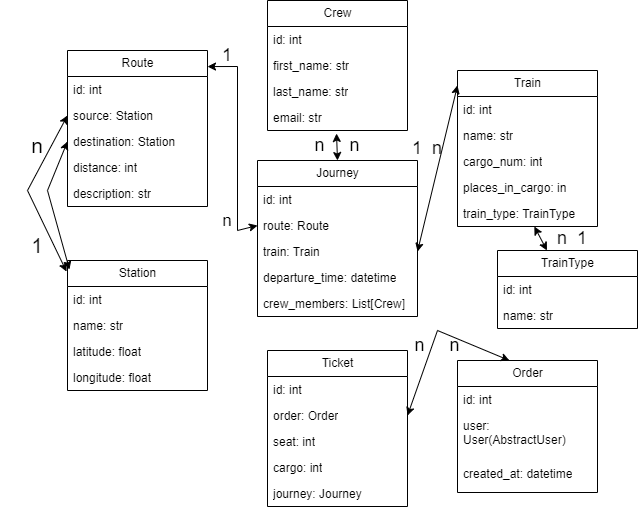 Crew
id: int
first_name: str
last_name: str
email: str
Route
id: int
source: Station
destination: Station
distance: int
description: str
1
n
n
1
Station
id: int
name: str
latitude: float
longitude: float
n
n
Journey
id: int
route: Route
train: Train
departure_time: datetime
crew_members: List[Crew]
1
n
Train
id: int
name: str
cargo_num: int
places_in_cargo: in
train_type: TrainType
n
1
TrainType
id: int
name: str
n
n
Ticket
id: int
order: Order
seat: int
cargo: int
journey: Journey
Order
id: int
user:
User(AbstractUser)
created_at: datetime